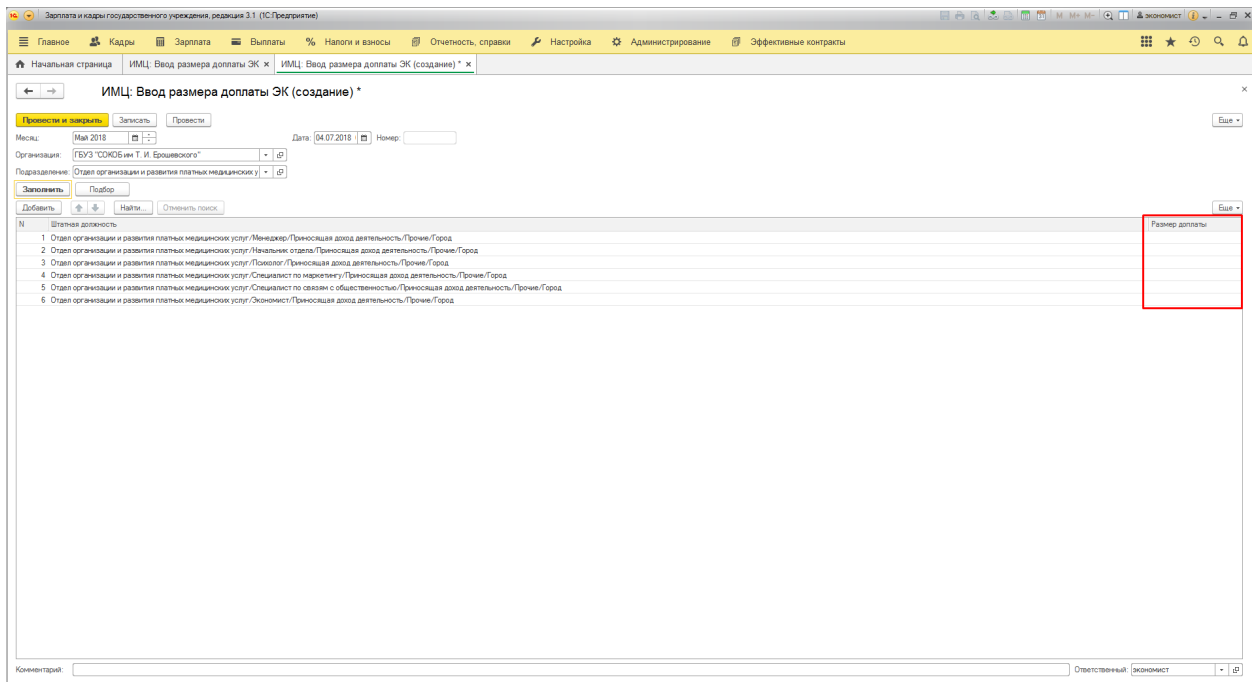 Зарплата и кадры государственного учреждения, редакция 3.1 (1С:Предприятие) M M+ M- экономист
Главное Кадры Зарплата Выплаты % Налоги и взносы Отчетность, справки Настройка Администрирование Эффективные контракты
Начальная страница ИМЦ: Ввод размера доплаты ЭК × ИМЦ: Ввод размера доплаты ЭК (создание) * ×
ИМЦ: Ввод размера доплаты ЭК (создание) *
Провести и закрыть Записать Провести Еще
Месяц: Май 2018 Дата: 04.07.2018 Номер:
Организация: ГБУЗ "СОКОБ им Т. И. Ерошевского"
Подразделение: Отдел организации и развития платных медицинских у
Заполнить Подбор
Добавить Найти... Отменить поиск Еще
N Штатная должность Размер доплаты
1 Отдел организации и развития платных медицинских услуг/Менеджер/Приносящая доход деятельность/Прочие/Город
2 Отдел организации и развития платных медицинских услуг/Начальник отдела/Приносящая доход деятельность/Прочие/Город
3 Отдел организации и развития платных медицинских услуг/Психолог/Приносящая доход деятельность/Прочие/Город
4 Отдел организации и развития платных медицинских услуг/Специалист по маркетингу/Приносящая доход деятельность/Прочие/Город
5 Отдел организации и развития платных медицинских услуг/Специалист по связям с общественностью/Приносящая доход деятельность/Прочие/Город
6 Отдел организации и развития платных медицинских услуг/Экономист/Приносящая доход деятельность/Прочие/Город
Комментарий: Ответственный: экономист